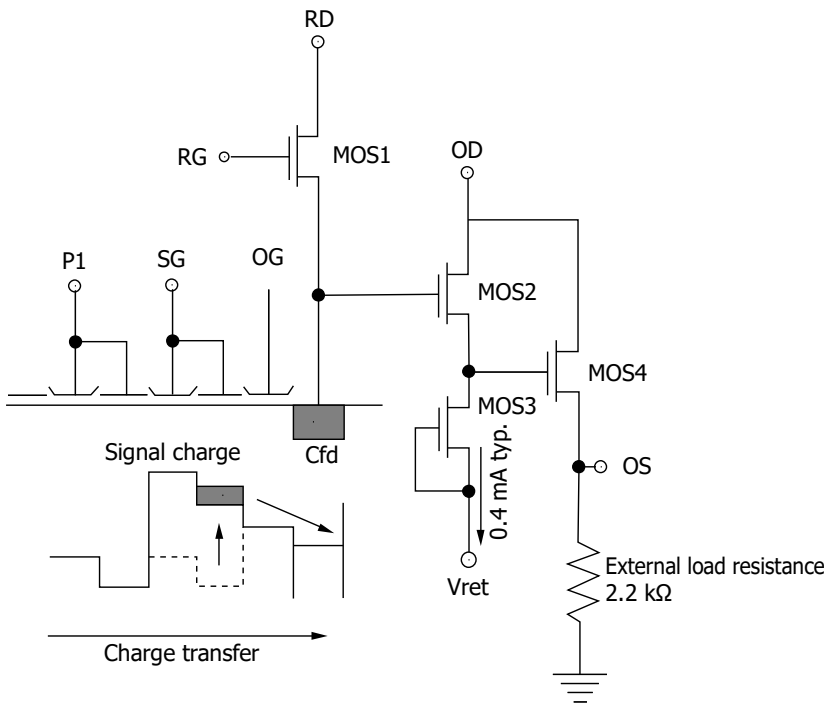 RD
RG
MOS1
OD
P1
SG
OG
MOS2
MOS4
MOS3
Cfd
Signal charge
0.4 mA typ.
OS
Vret
External load resistance
2.2 kΩ
Charge transfer